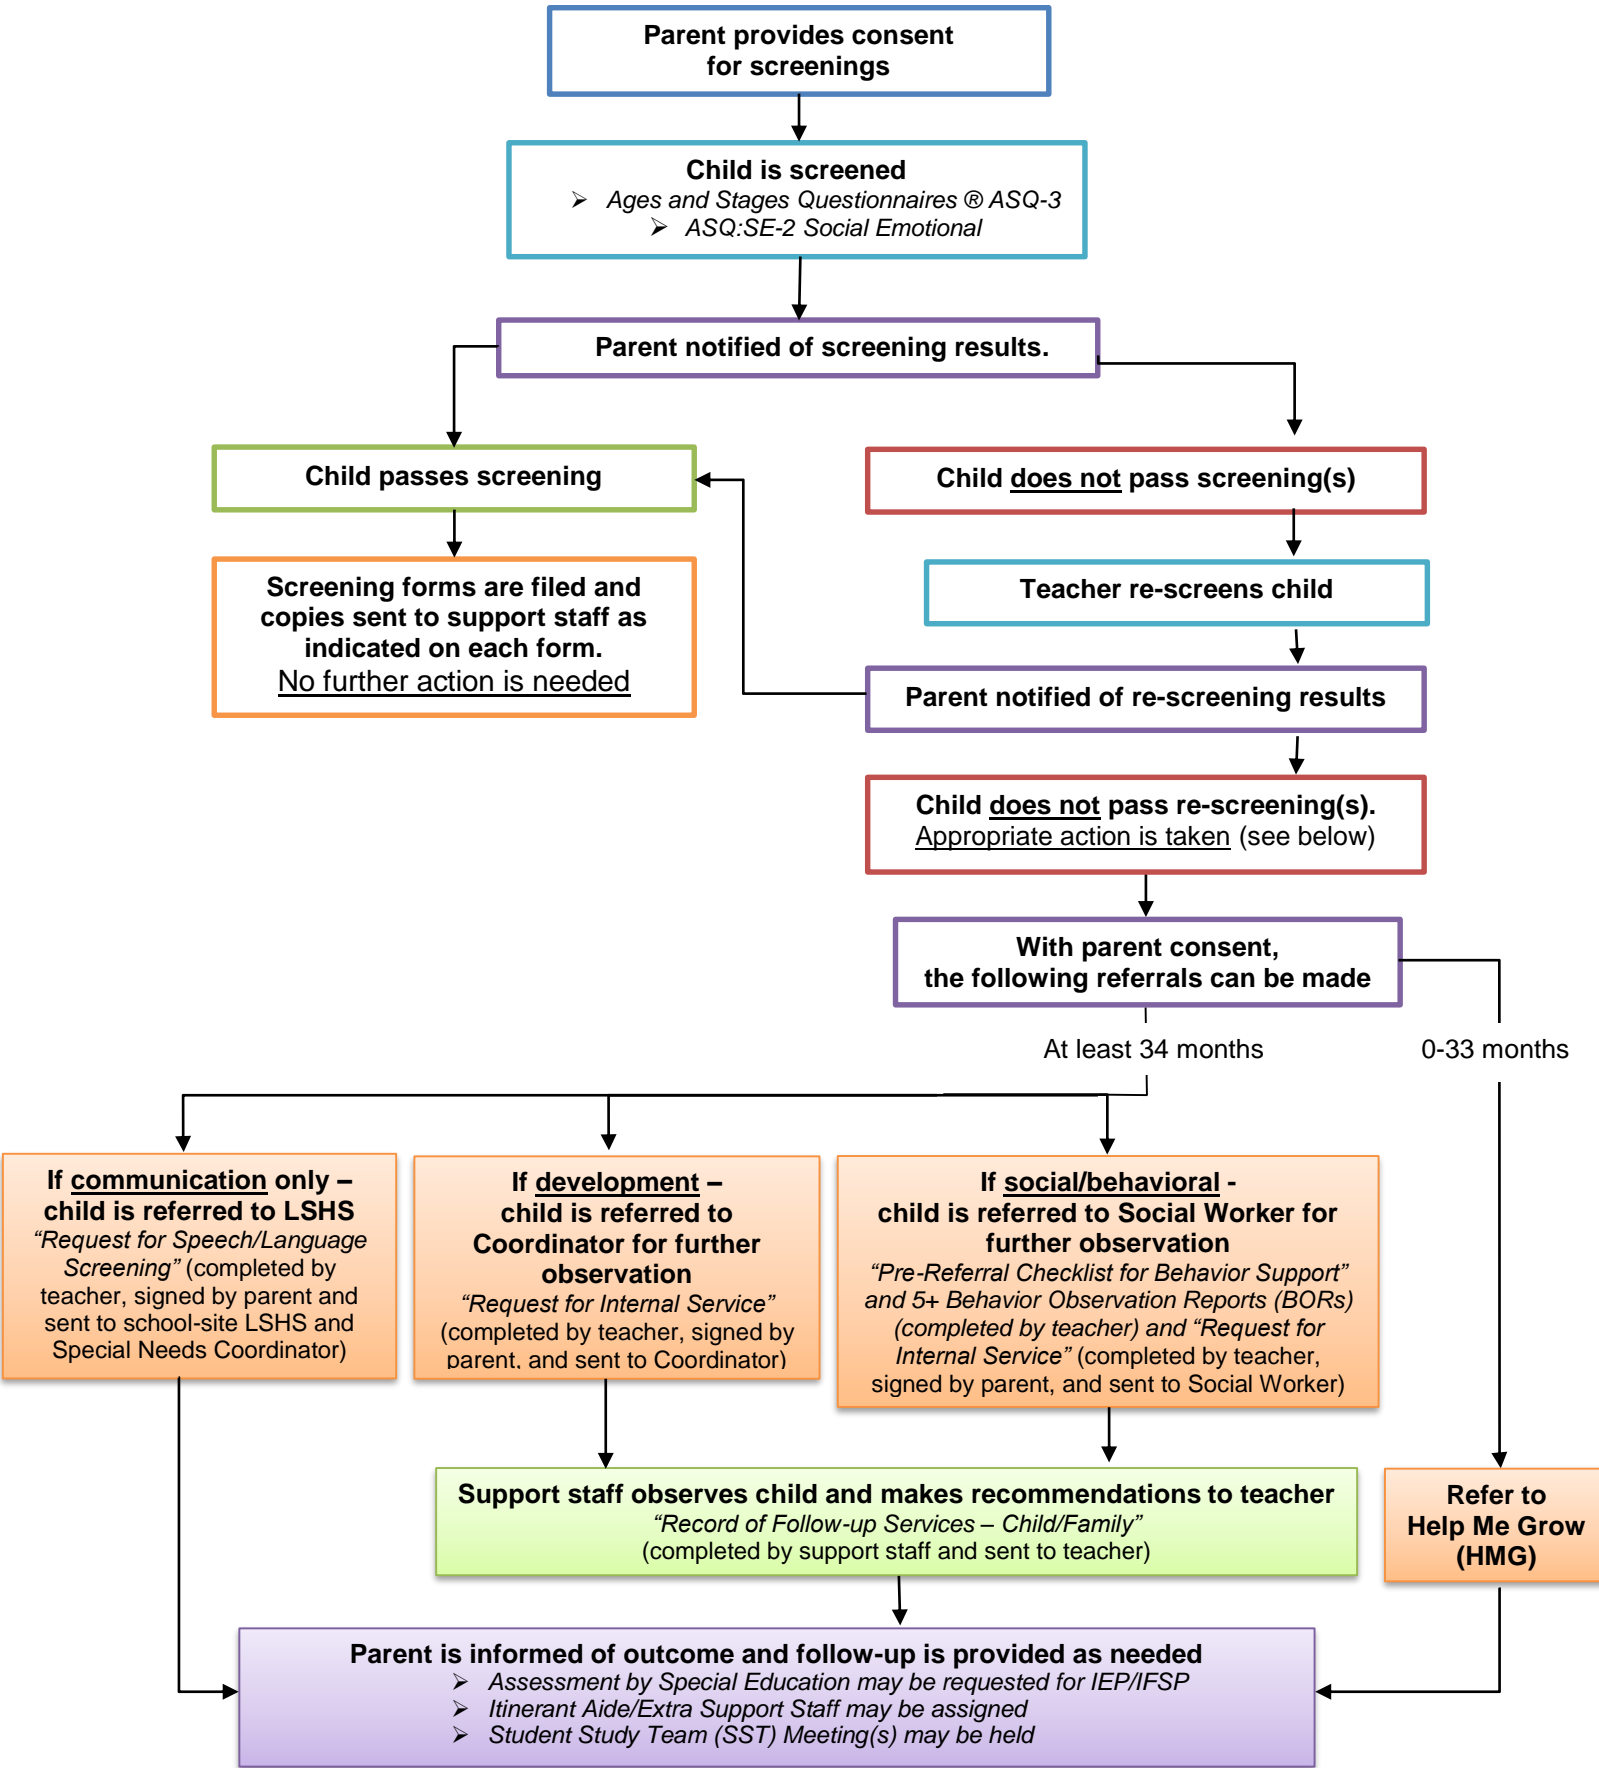 Parent provides consent
for screenings
Child is screened
➢ Ages and Stages Questionnaires ® ASQ-3
➢ ASQ:SE-2 Social Emotional
Parent notified of screening results.
Child passes screening
Child does not pass screening(s)
Screening forms are filed and
copies sent to support staff as
indicated on each form.
No further action is needed
Teacher re-screens child
Parent notified of re-screening results
Child does not pass re-screening(s).
Appropriate action is taken (see below)
With parent consent,
the following referrals can be made
At least 34 months
0-33 months
If communication only –
child is referred to LSHS
“Request for Speech/Language
Screening” (completed by
teacher, signed by parent and
sent to school-site LSHS and
Special Needs Coordinator)
If development –
child is referred to
Coordinator for further
observation
“Request for Internal Service”
(completed by teacher, signed by
parent, and sent to Coordinator)
If social/behavioral -
child is referred to Social Worker for
further observation
“Pre-Referral Checklist for Behavior Support”
and 5+ Behavior Observation Reports (BORs)
(completed by teacher) and “Request for
Internal Service” (completed by teacher,
signed by parent, and sent to Social Worker)
Support staff observes child and makes recommendations to teacher
“Record of Follow-up Services – Child/Family”
(completed by support staff and sent to teacher)
Refer to
Help Me Grow
(HMG)
Parent is informed of outcome and follow-up is provided as needed
➢ Assessment by Special Education may be requested for IEP/IFSP
➢ Itinerant Aide/Extra Support Staff may be assigned
➢ Student Study Team (SST) Meeting(s) may be held